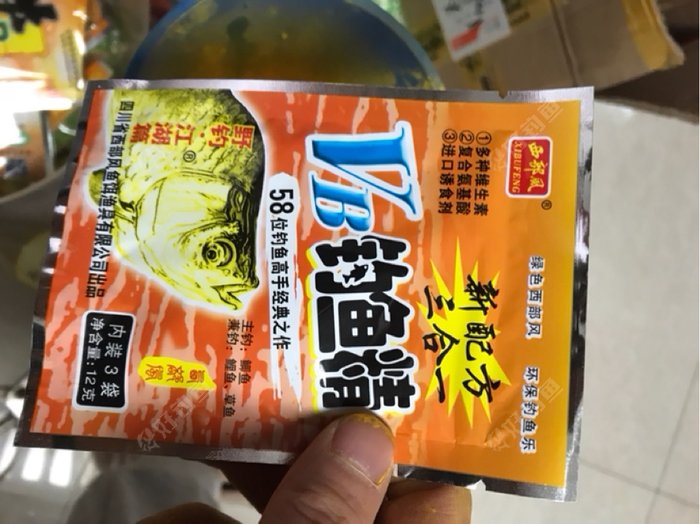 西部风®
XIBUFENG
绿色西部风 环保钓鱼乐
①多种维生素
②复合氨基酸
③进口诱食剂
新配方
三合一
VB
钓鱼精
58位钓鱼高手经典之作
主钓：鲫鱼
兼钓：鲤鱼、草鱼
野钓·江湖篇®
四川省西部风鱼饵渔具有限公司出品
内装3袋
净含量:12克